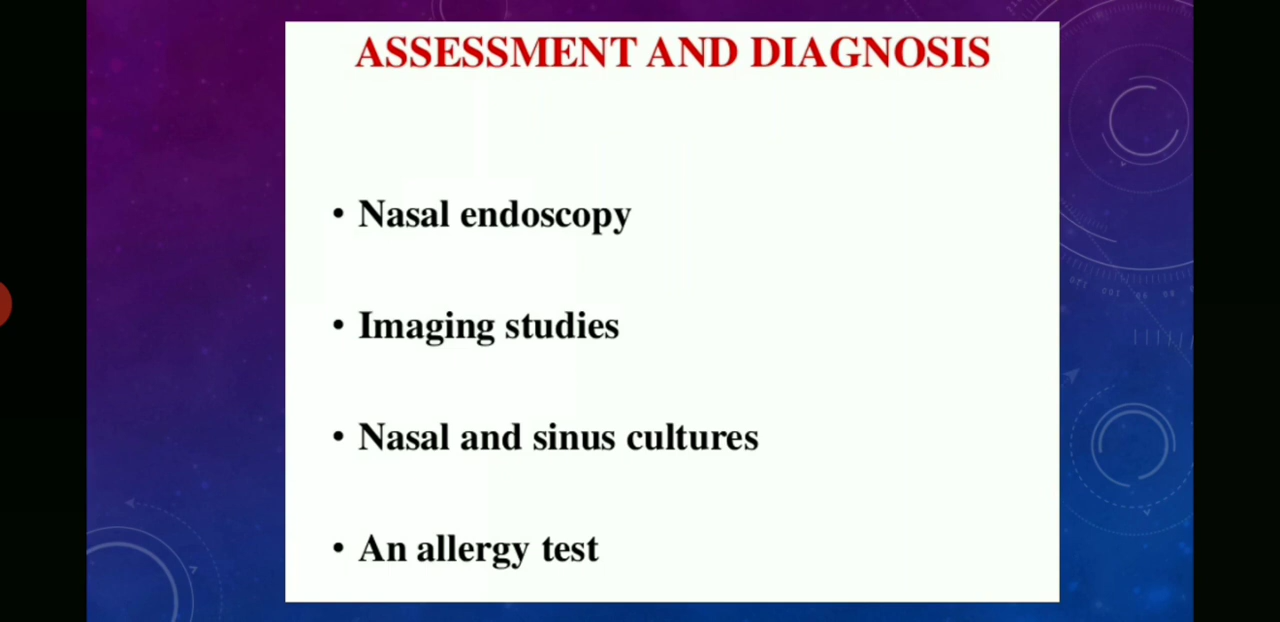 ASSESSMENT AND DIAGNOSIS
• Nasal endoscopy
• Imaging studies
• Nasal and sinus cultures
• An allergy test